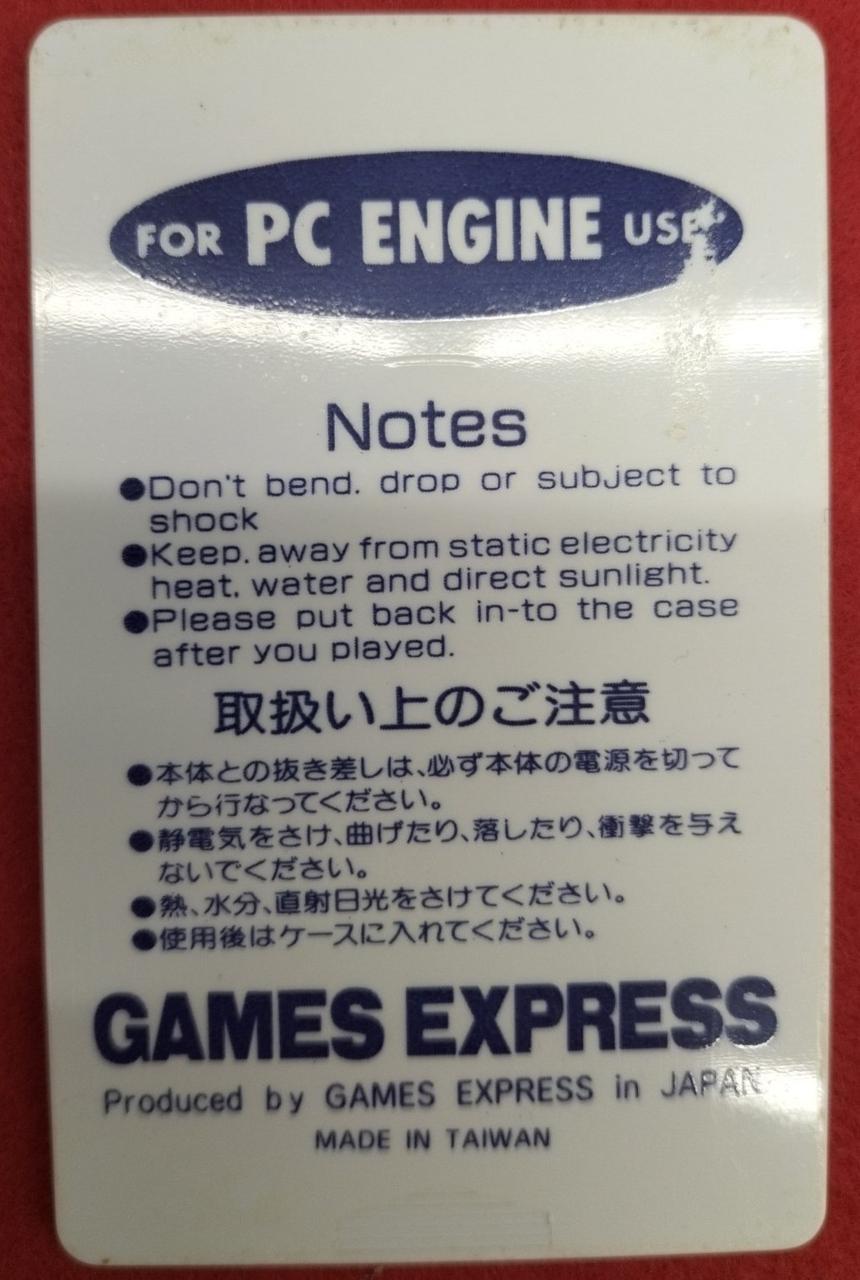 FOR PC ENGINE USE
Notes
●Don't bend. drop or subject to
shock
●Keep. away from static electricity
heat. water and direct sunlight.
●Please put back in-to the case
after you played.
取扱い上のご注意
●本体との抜き差しは、必ず本体の電源を切って
から行なってください。
●静電気をさけ、曲げたり、落したり、衝撃を与え
ないでください。
●熱、水分、直射日光をさけてください。
●使用後はケースに入れてください。
GAMES EXPRESS
Produced by GAMES EXPRESS in JAPAN
MADE IN TAIWAN